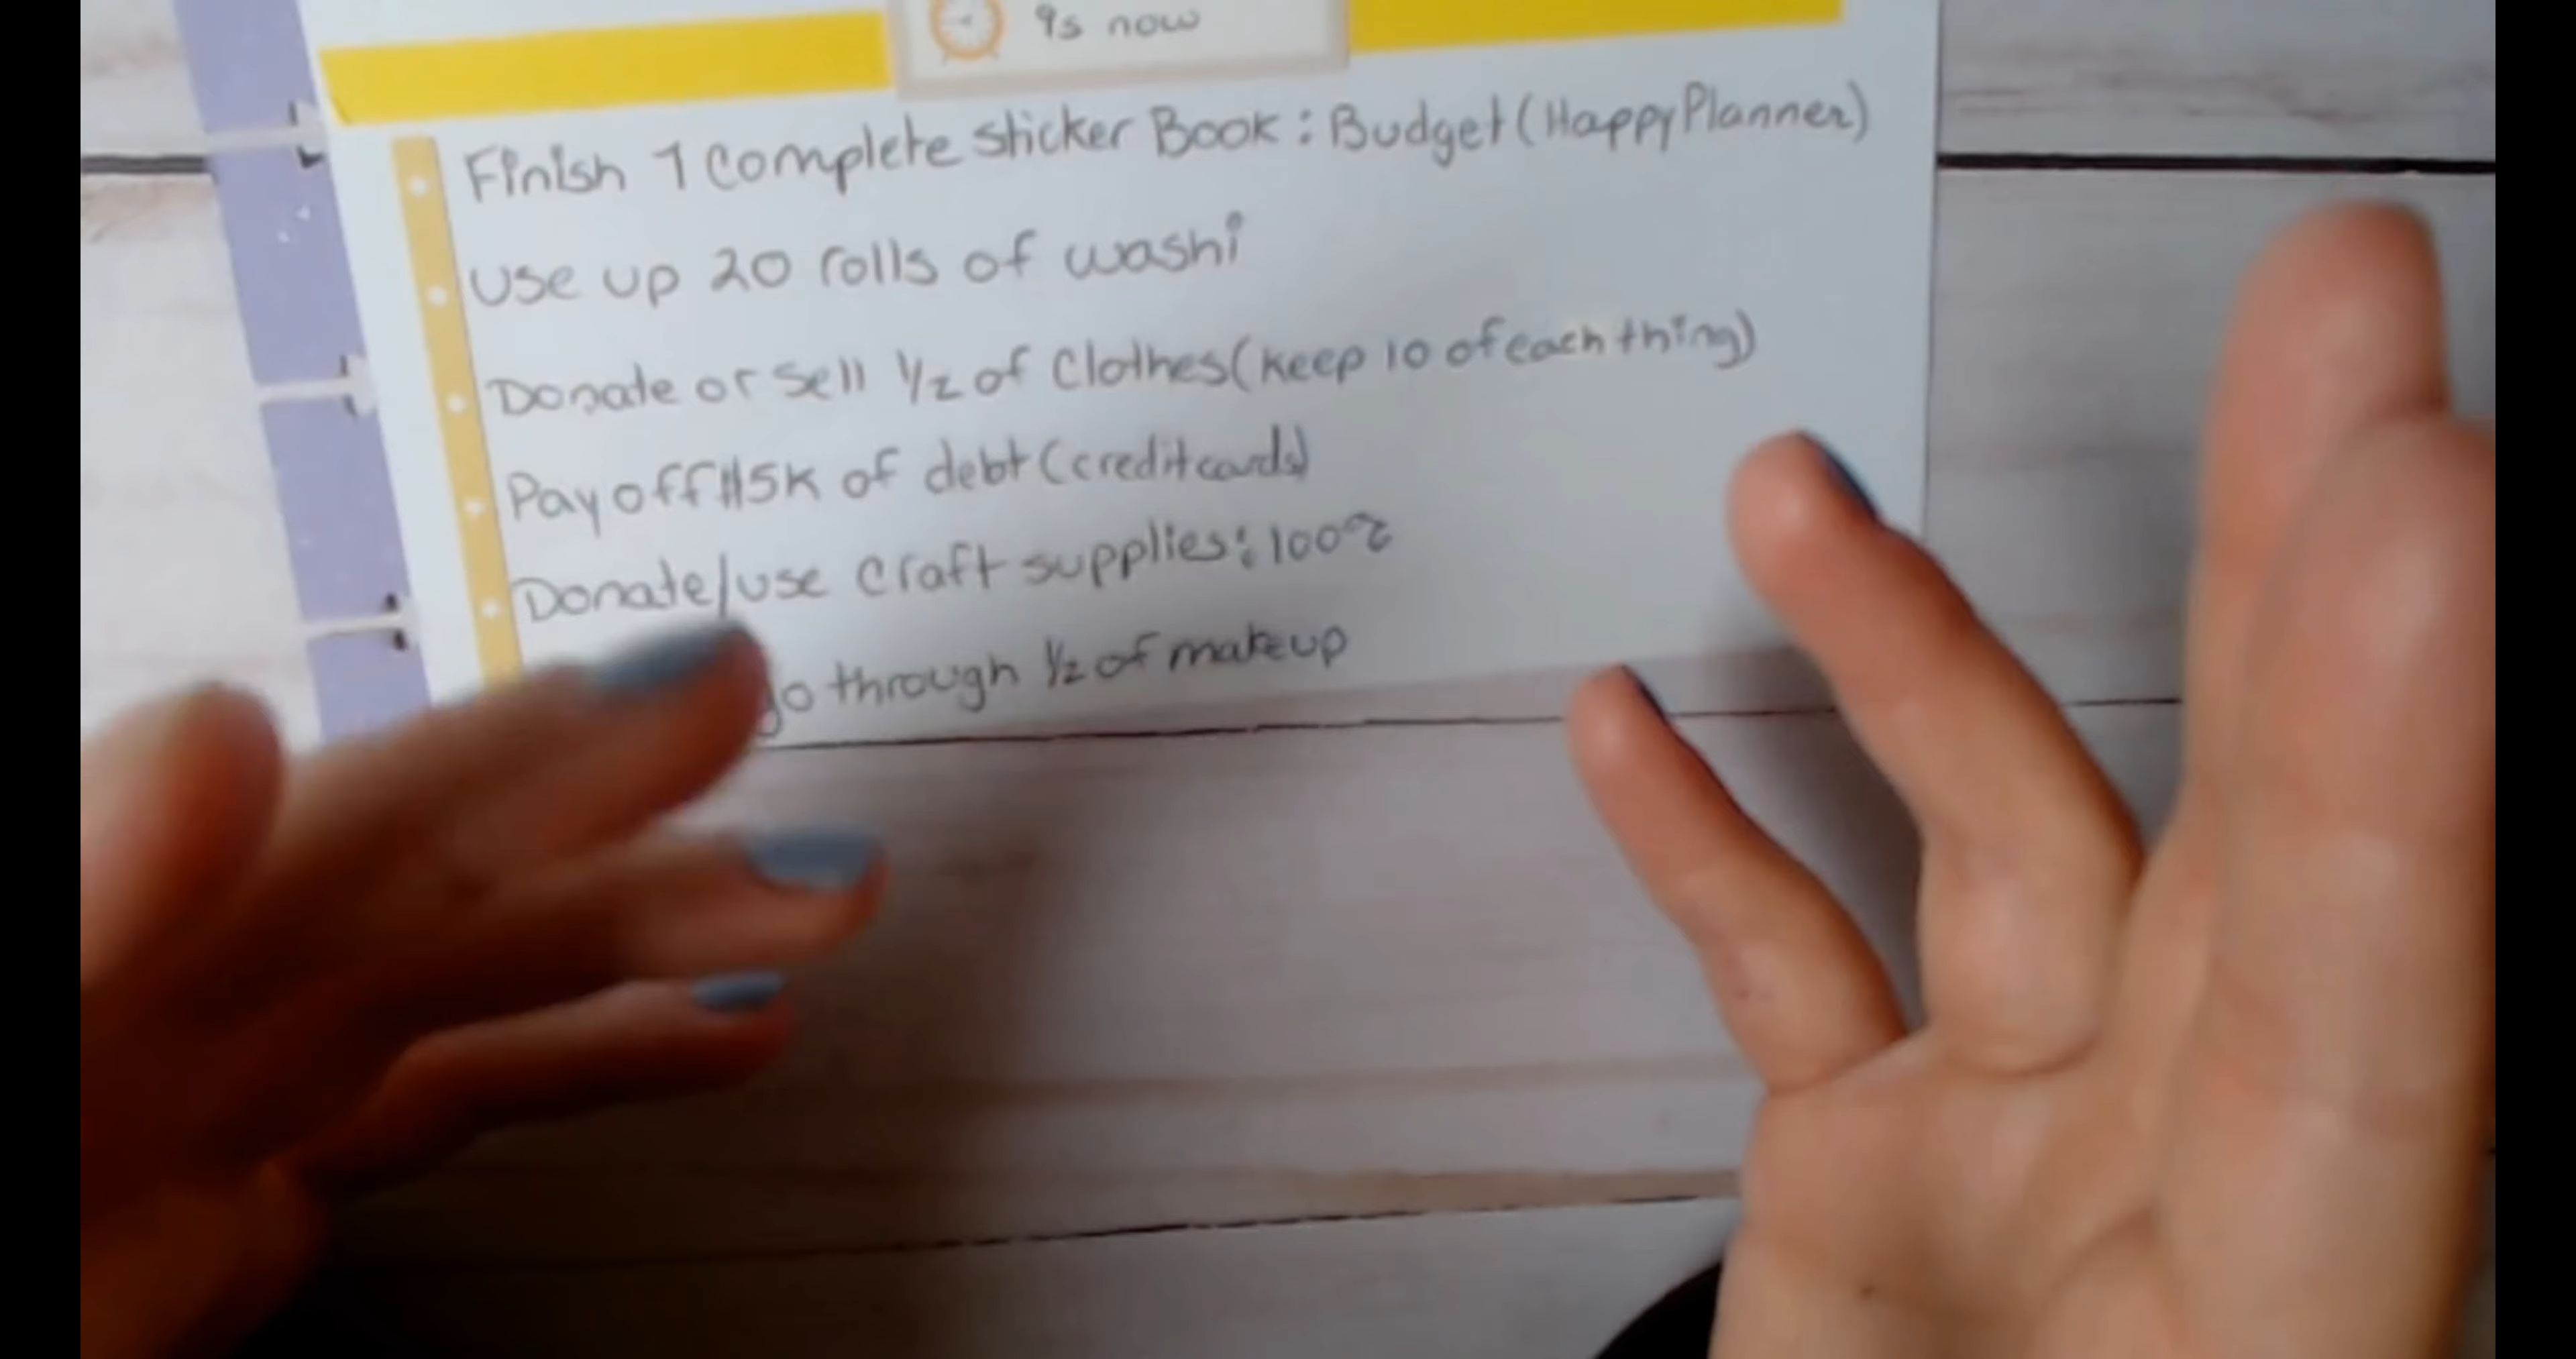 is now
Finish 1 Complete Sticker Book: Budget (Happy Planner)
Use up 20 rolls of washi
Donate or Sell 1/2 of Clothes (keep 10 of each thing)
Pay off $15K of debt (credit cards)
Donate/use Craft supplies: 100%
go through 1/2 of makeup